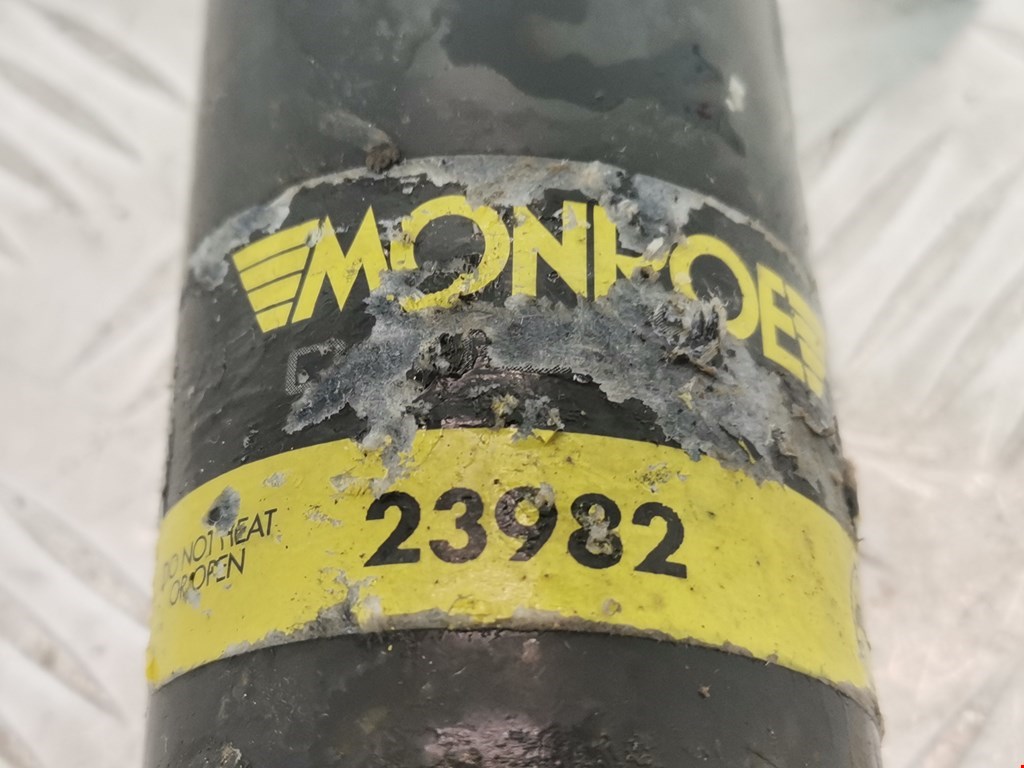 MONROE
23982
DO NOT HEAT
OR OPEN